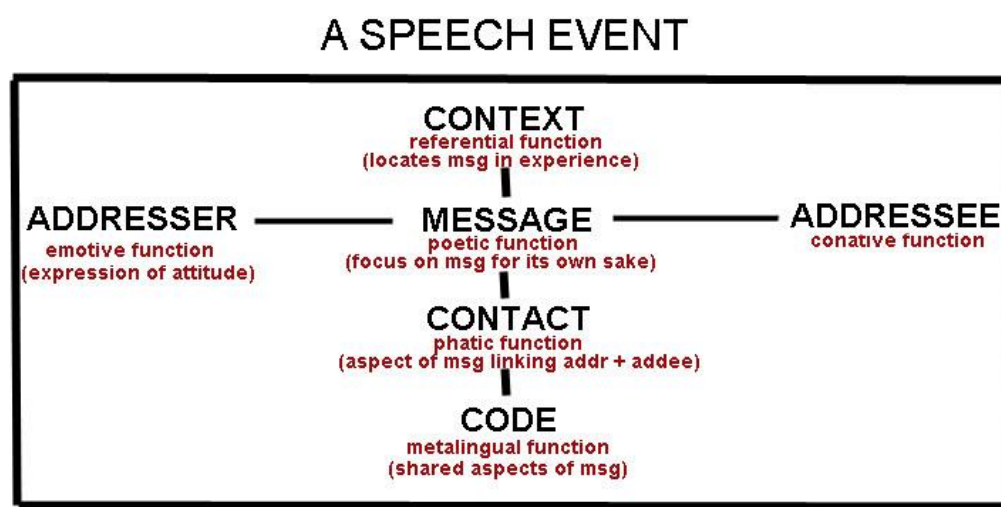 A SPEECH EVENT
CONTEXT
referential function
(locates msg in experience)
ADDRESSER
emotive function
(expression of attitude)
MESSAGE
poetic function
(focus on msg for its own sake)
ADDRESSEE
conative function
CONTACT
phatic function
(aspect of msg linking addr + addee)
CODE
metalingual function
(shared aspects of msg)